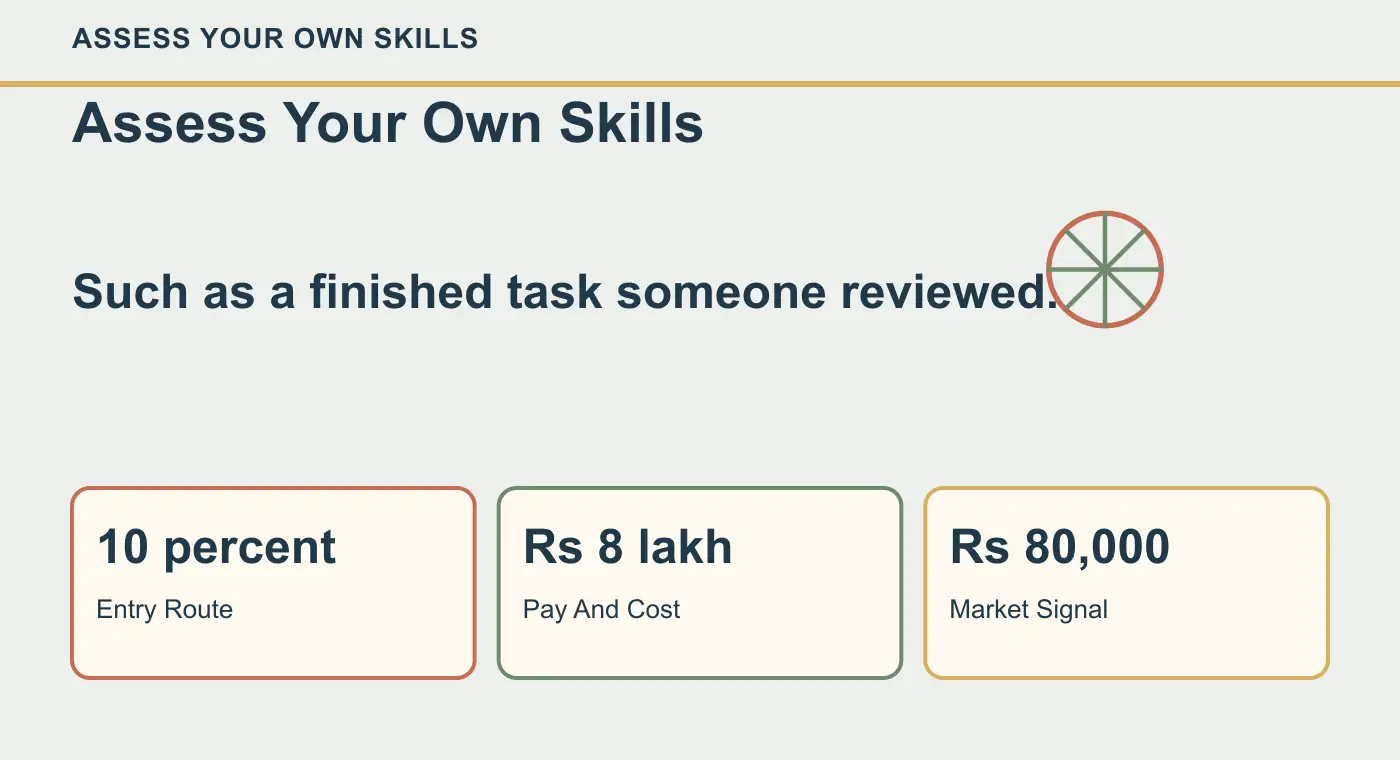 ASSESS YOUR OWN SKILLS
Assess Your Own Skills
Such as a finished task someone reviewed.
10 percent
Entry Route
Rs 8 lakh
Pay And Cost
Rs 80,000
Market Signal